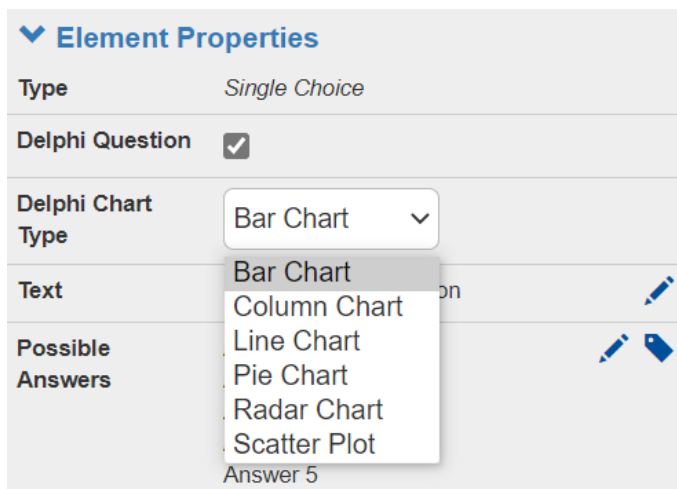 Element Properties
Type Single Choice
Delphi Question
Delphi Chart Type Bar Chart
Bar Chart
Text
Column Chart
Line Chart
Possible Answers
Pie Chart
Radar Chart
Scatter Plot
Answer 5